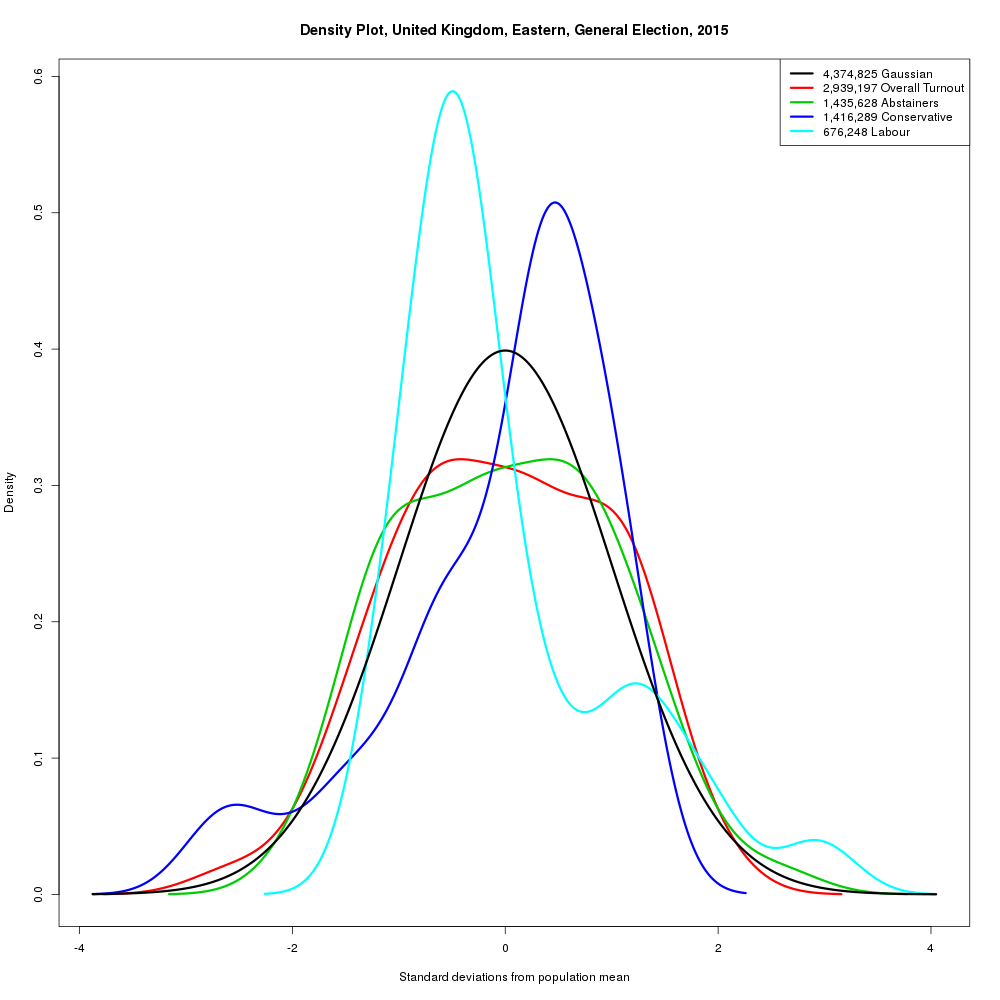 Density Plot, United Kingdom, Eastern, General Election, 2015
4,374,825 Gaussian
2,939,197 Overall Turnout
1,435,628 Abstainers
1,416,289 Conservative
676,248 Labour
0.6
0.5
0.4
0.3
0.2
0.1
0.0
Density
-4 -2 0 2 4
Standard deviations from population mean